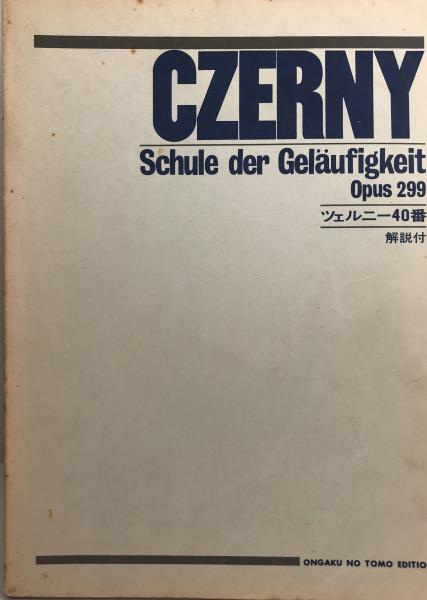 CZERNY
Schule der Geläufigkeit
Opus 299
ツェルニー40番
解説付
ONGAKU NO TOMO EDITIO